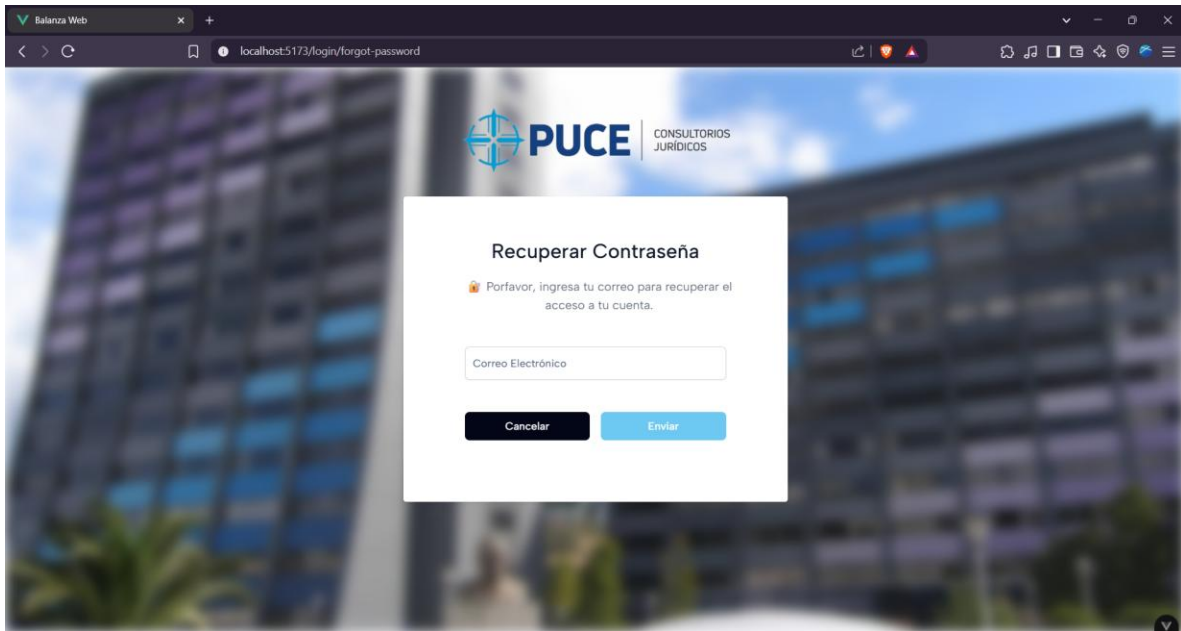 Balanza Web
localhost:5173/login/forgot-password
PUCE
CONSULTORIOS
JURÍDICOS
Recuperar Contraseña
Porfavor, ingresa tu correo para recuperar el
acceso a tu cuenta.
Correo Electrónico
Cancelar Enviar